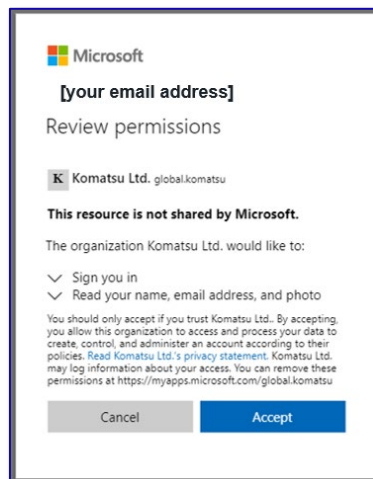 Microsoft
[your email address]
Review permissions
K Komatsu Ltd. global.komatsu
This resource is not shared by Microsoft.
The organization Komatsu Ltd. would like to:
Sign you in
Read your name, email address, and photo
You should only accept if you trust Komatsu Ltd.. By accepting,
you allow this organization to access and process your data to
create, control, and administer an account according to their
policies. Read Komatsu Ltd.'s privacy statement. Komatsu Ltd.
may log information about your access. You can remove these
permissions at https://myapps.microsoft.com/global.komatsu
Cancel Accept